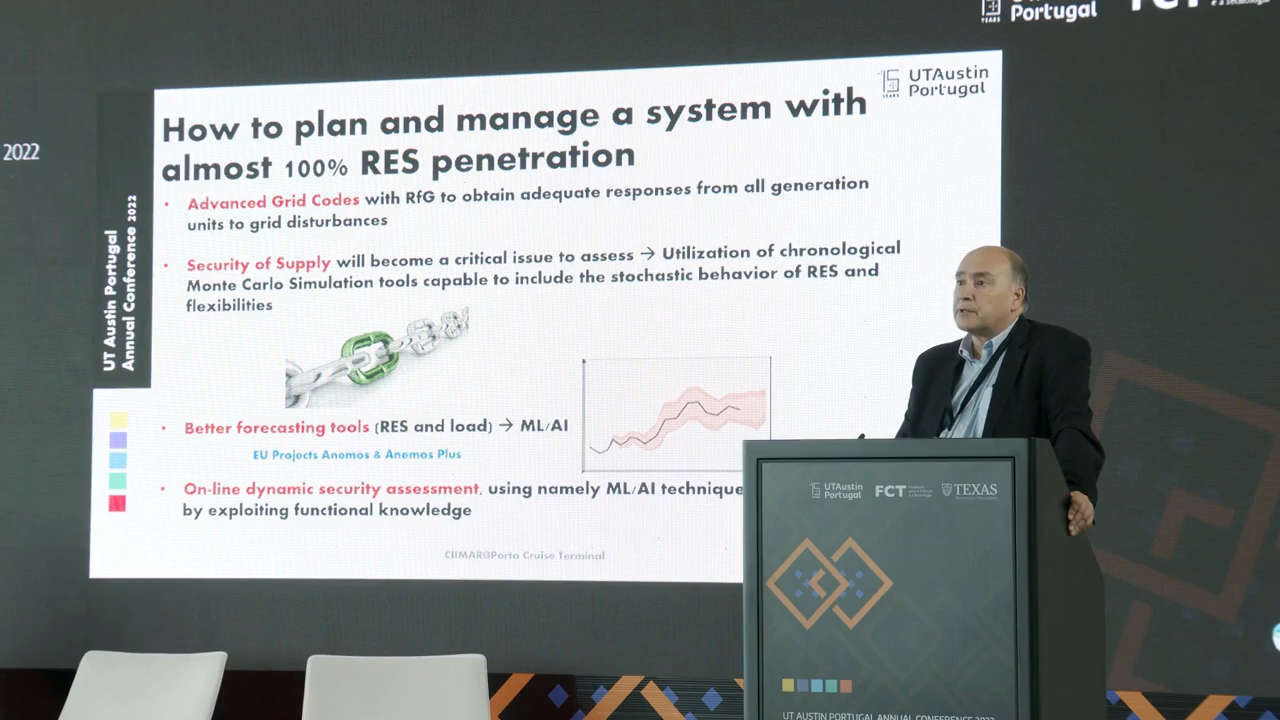 Portugal
FCT
2022
UTAustin
Portugal
How to plan and manage a system with
almost 100% RES penetration
• Advanced Grid Codes with RfG to obtain adequate responses from all generation
units to grid disturbances
• Security of Supply will become a critical issue to assess → Utilization of chronological
Monte Carlo Simulation tools capable to include the stochastic behavior of RES and
flexibilities
• Better forecasting tools (RES and load) → ML/AI
EU Projects Anemos & Anemos Plus
• On-line dynamic security assessment, using namely ML/AI technique
by exploiting functional knowledge
CIIMAR@Porto Cruise Terminal
UT Austin Portugal
Annual Conference 2022
UTAustin
Portugal
FCT
TEXAS
UT AUSTIN PORTUGAL ANNUAL CONFERENCE 2022